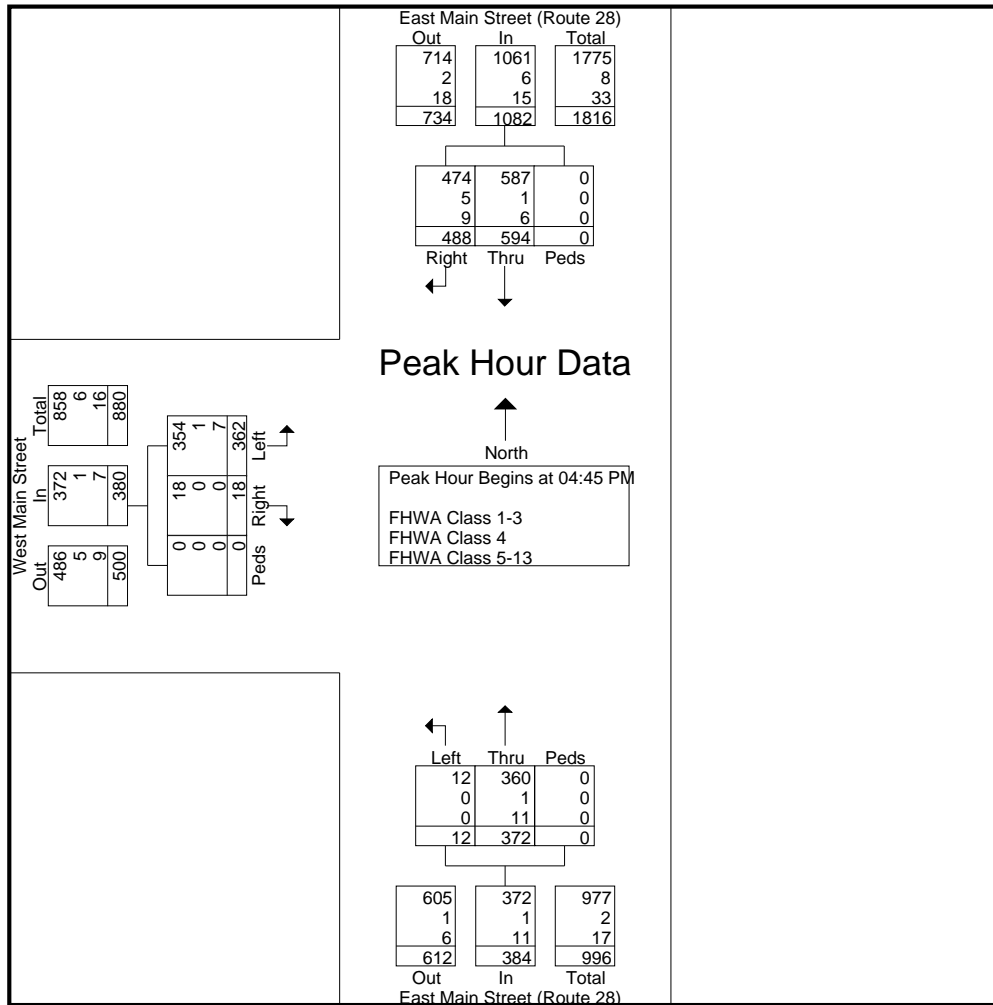 East Main Street (Route 28)
Out In Total
714 1061 1775
2 6 8
18 15 33
734 1082 1816
474 587 0
5 1 0
9 6 0
488 594 0
Right Thru Peds
Peak Hour Data
North
Peak Hour Begins at 04:45 PM
FHWA Class 1-3
FHWA Class 4
FHWA Class 5-13
West Main Street
Out In Total
486 372 858
5 1 6
9 7 16
500 380 880
0 18 354
0 0 1
0 0 7
0 18 362
Peds Right Left
Left Thru Peds
12 360 0
0 1 0
0 11 0
12 372 0
605 372 977
1 1 2
6 11 17
612 384 996
Out In Total
East Main Street (Route 28)